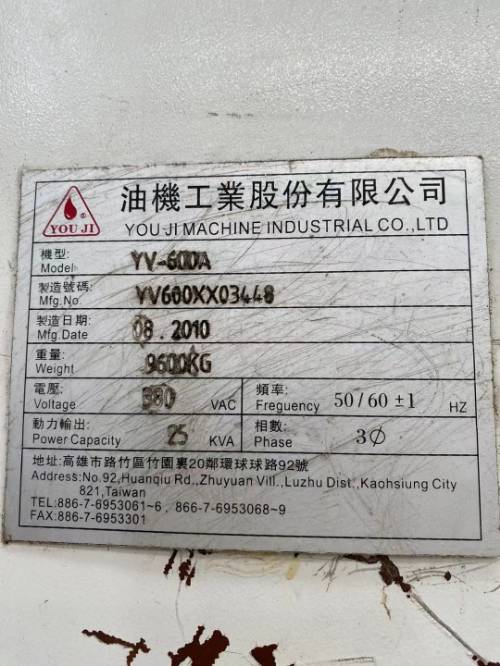 油機工業股份有限公司
YOU JI ® YOU JI MACHINE INDUSTRIAL CO.,LTD
機型:
Model YV-600A
製造號碼:
Mfg.No. YV600XX03448
製造日期:
Mfg.Date 08.2010
重量:
Weight 9600KG
電壓:
Voltage 380 VAC
頻率:
Freguency 50/60 ±1 HZ
動力輸出:
Power Capacity 25 KVA
相數:
Phase 3∅
地址:高雄市路竹區竹園裏20鄰環球球路92號
Address:No.92,Huanqiu Rd.,Zhuyuan Vill.,Luzhu Dist.,Kaohsiung City
821,Taiwan
TEL:886-7-6953061~6, 866-7-6953068~9
FAX:886-7-6953301